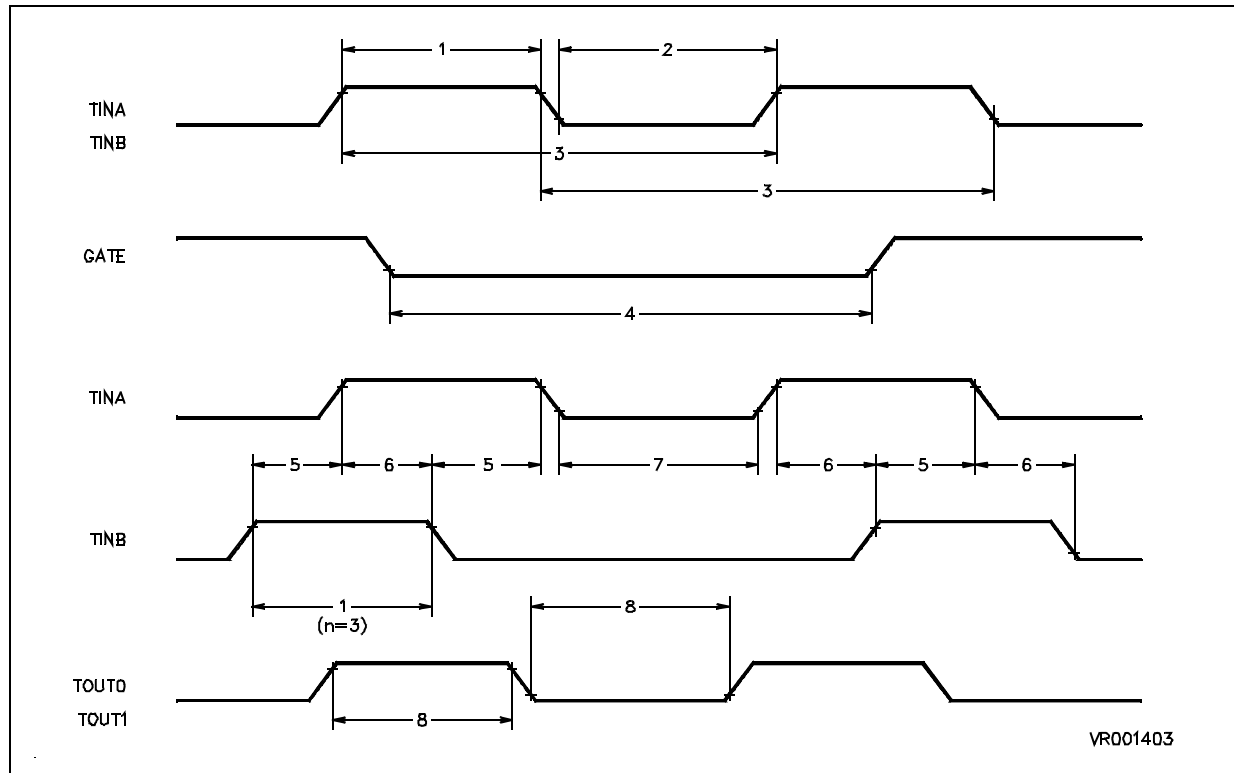 1
2
TINA
TINB
3
3
GATE
4
TINA
5 6 5 7 6 5 6
TINB
1
(n=3)
8
TOUT0
TOUT1
8
VR001403